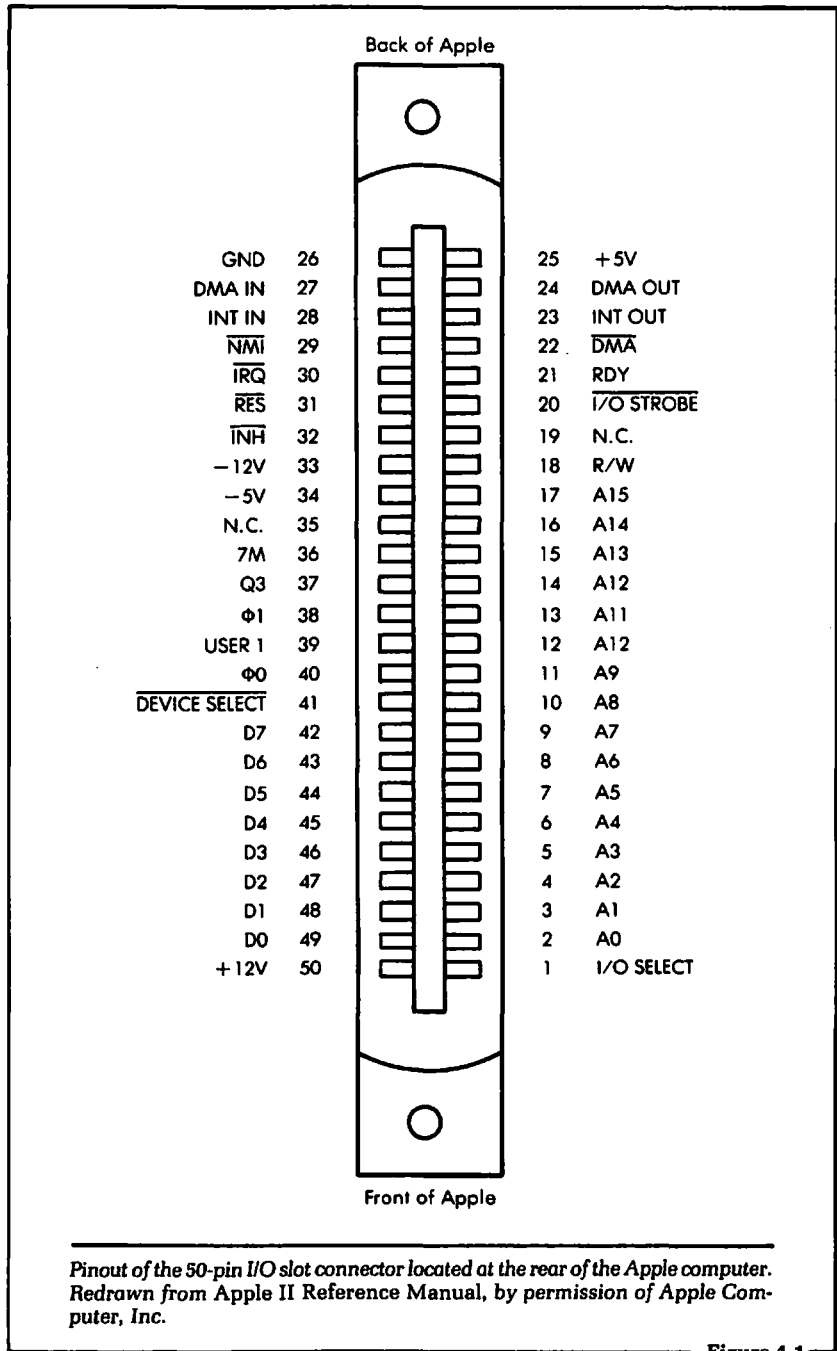 Back of Apple
GND 26 25 +5V
DMA IN 27 24 DMA OUT
INT IN 28 23 INT OUT
NMI 29 22 DMA
IRQ 30 21 RDY
RES 31 20 I/O STROBE
INH 32 19 N.C.
−12V 33 18 R/W
−5V 34 17 A15
N.C. 35 16 A14
7M 36 15 A13
Q3 37 14 A12
Φ1 38 13 A11
USER 1 39 12 A12
Φ0 40 11 A9
DEVICE SELECT 41 10 A8
D7 42 9 A7
D6 43 8 A6
D5 44 7 A5
D4 45 6 A4
D3 46 5 A3
D2 47 4 A2
D1 48 3 A1
D0 49 2 A0
+12V 50 1 I/O SELECT
Front of Apple
Pinout of the 50-pin I/O slot connector located at the rear of the Apple computer.
Redrawn from Apple II Reference Manual, by permission of Apple Com-
puter, Inc.
Figure 4-1